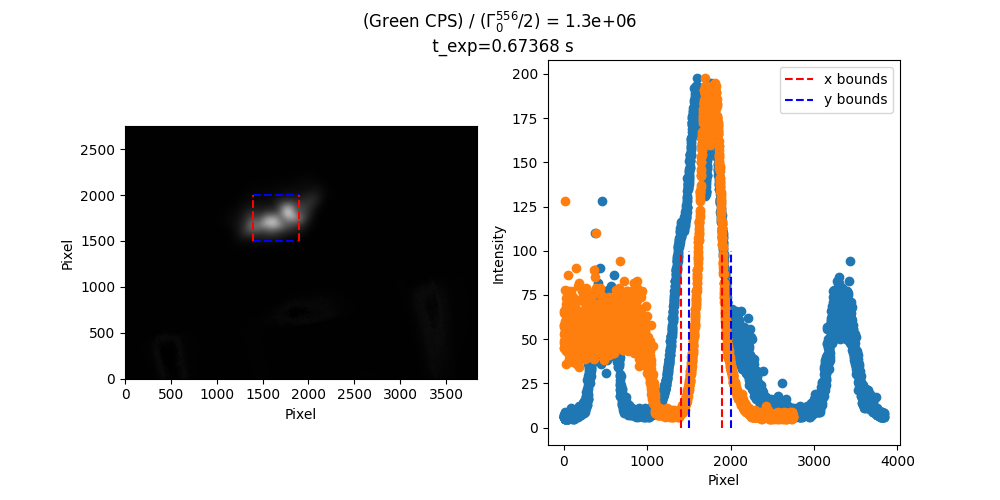 (Green CPS) / (Γ₀⁵⁵⁶/2) = 1.3e+06
t_exp=0.67368 s
2500
2000
1500
1000
500
0
Pixel
0 500 1000 1500 2000 2500 3000 3500
Pixel
200
175
150
125
100
75
50
25
0
Intensity
x bounds
y bounds
0 1000 2000 3000 4000
Pixel